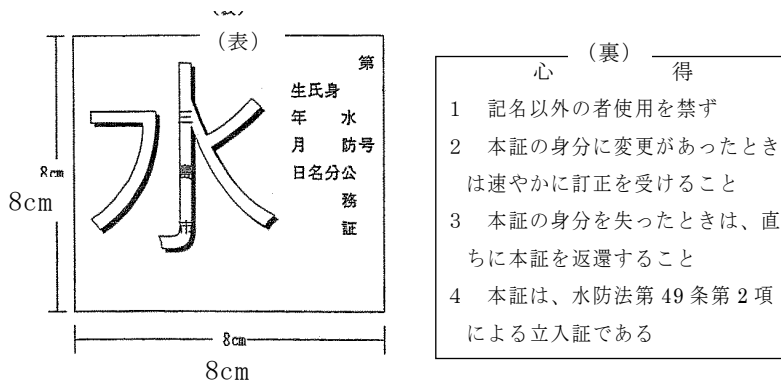 （表）
第　号
水防公務証
身分
氏名
生年月日
水
三島市
8cm
8cm
8cm
8cm
（裏）
心　得
1　記名以外の者使用を禁ず
2　本証の身分に変更があったとき
は速やかに訂正を受けること
3　本証の身分を失ったときは、直
ちに本証を返還すること
4　本証は、水防法第 49 条第 2 項
による立入証である